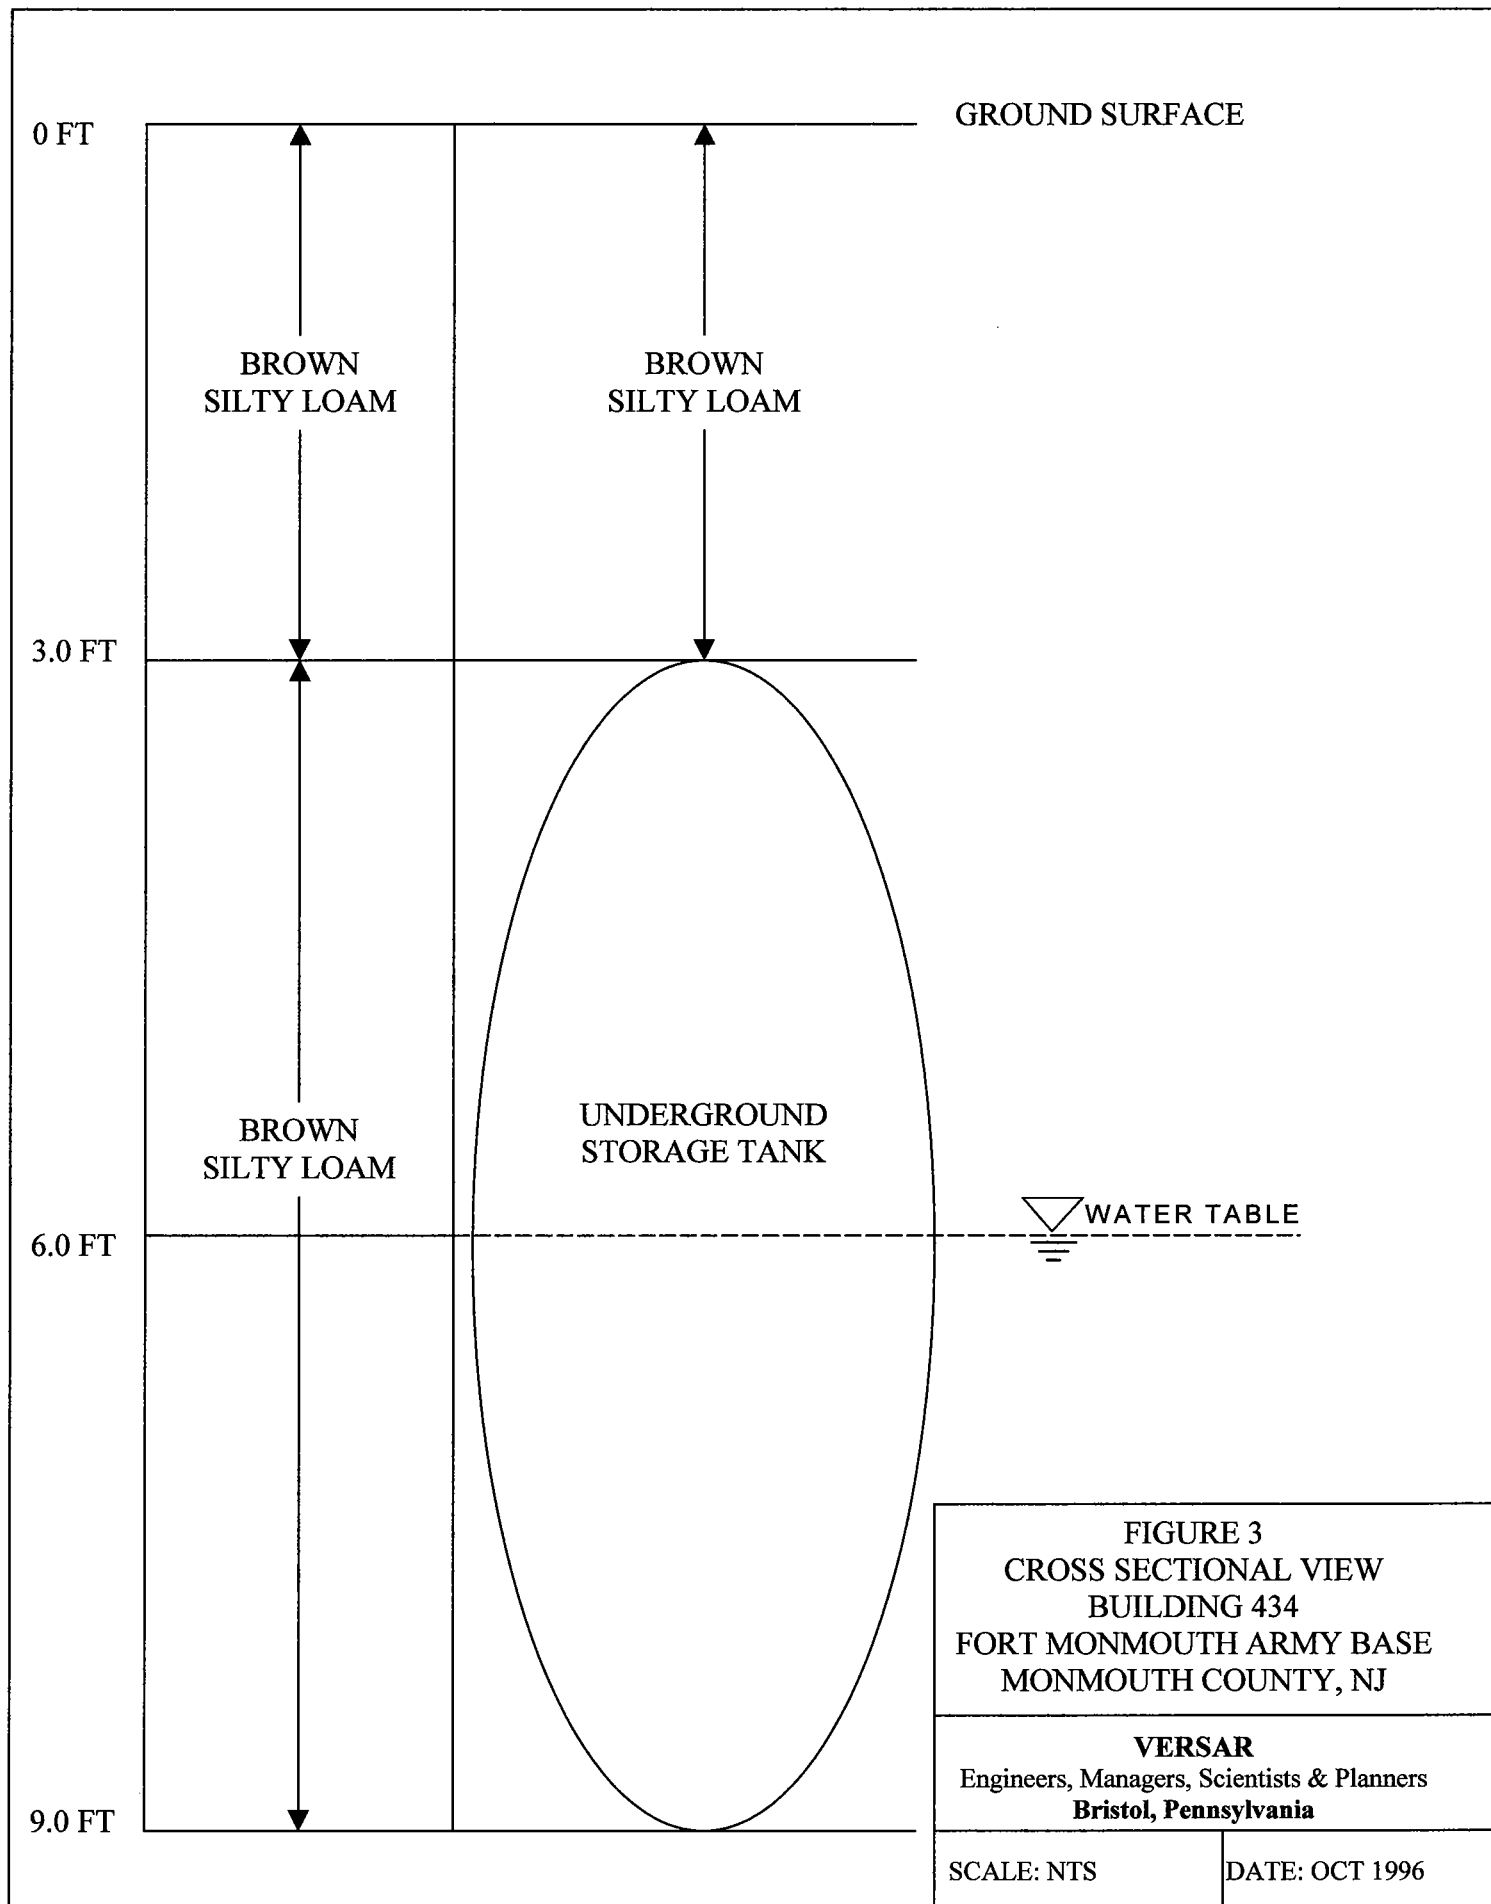 0 FT
GROUND SURFACE
BROWN
SILTY LOAM
BROWN
SILTY LOAM
3.0 FT
UNDERGROUND
STORAGE TANK
BROWN
SILTY LOAM
WATER TABLE
6.0 FT
9.0 FT
FIGURE 3
CROSS SECTIONAL VIEW
BUILDING 434
FORT MONMOUTH ARMY BASE
MONMOUTH COUNTY, NJ
VERSAR
Engineers, Managers, Scientists & Planners
Bristol, Pennsylvania
SCALE: NTS
DATE: OCT 1996